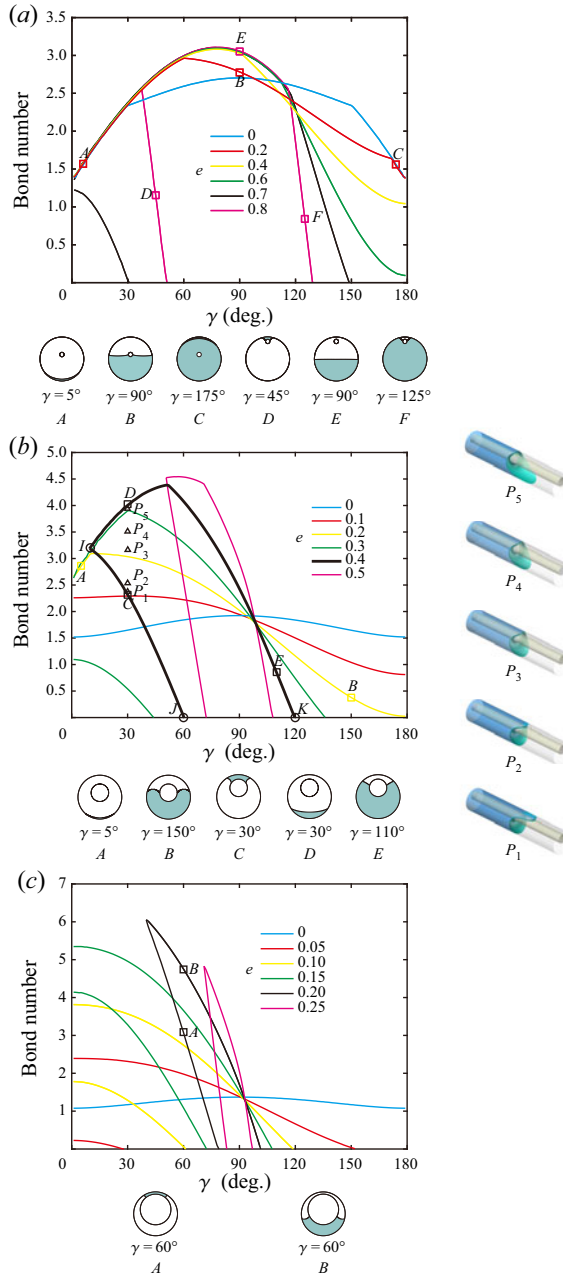 (a)
3.5
3.0
2.5
2.0
1.5
1.0
0.5
0
Bond number
E
B
A
C
D
F
e
0
0.2
0.4
0.6
0.7
0.8
0 30 60 90 120 150 180
γ (deg.)
γ = 5° γ = 90° γ = 175° γ = 45° γ = 90° γ = 125°
A B C D E F
(b)
5.0
4.5
4.0
3.5
3.0
2.5
2.0
1.5
1.0
0.5
0
Bond number
D
P5
P4
I
P3
A
P2
P1
C
E
B
J
K
e
0
0.1
0.2
0.3
0.4
0.5
0 30 60 90 120 150 180
γ (deg.)
γ = 5° γ = 150° γ = 30° γ = 30° γ = 110°
A B C D E
P5
P4
P3
P2
P1
(c)
7
6
5
4
3
2
1
0
Bond number
B
A
e
0
0.05
0.10
0.15
0.20
0.25
0 30 60 90 120 150 180
γ (deg.)
γ = 60° γ = 60°
A B